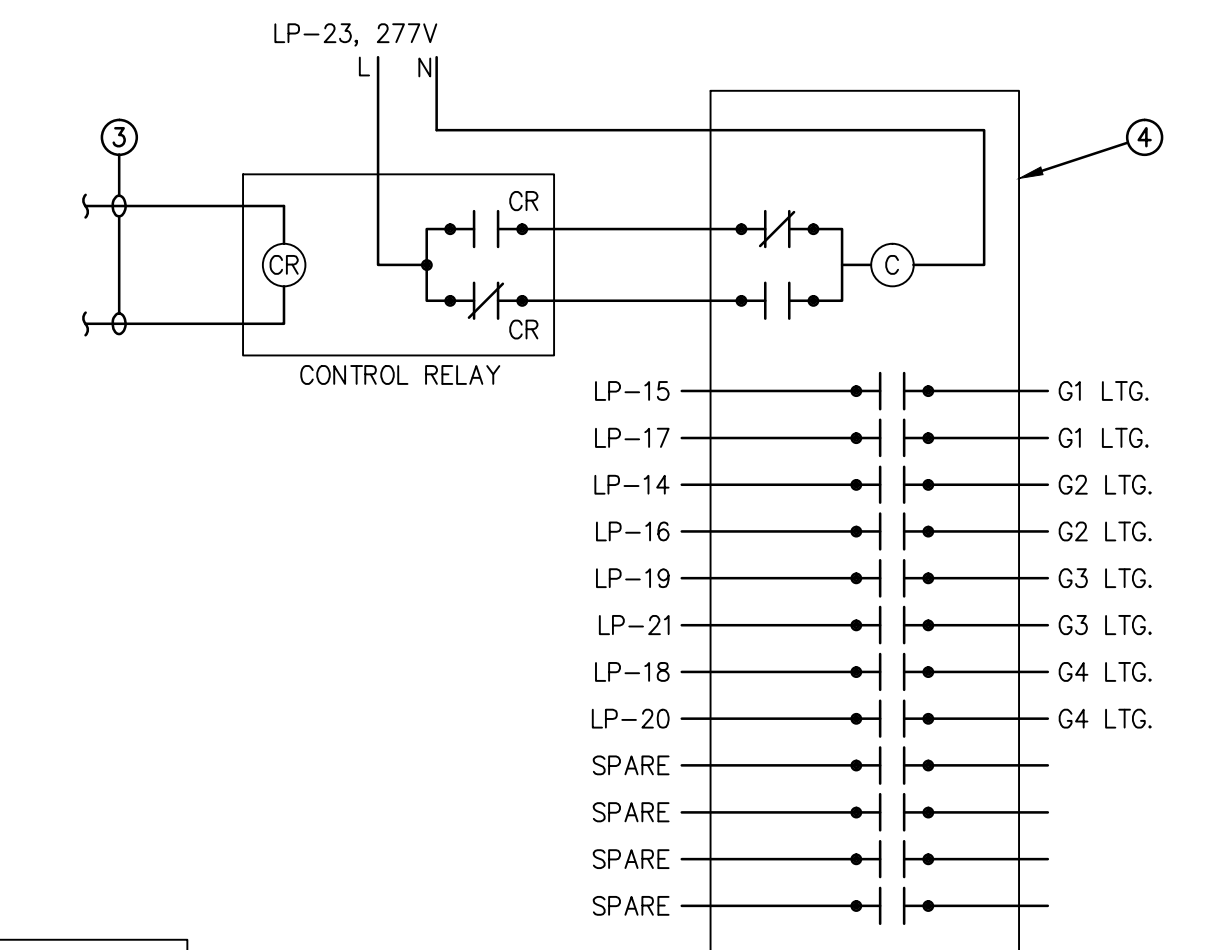 LP-23, 277V
L N
3
4
CR
CR
C
CR
CONTROL RELAY
LP-15 G1 LTG.
LP-17 G1 LTG.
LP-14 G2 LTG.
LP-16 G2 LTG.
LP-19 G3 LTG.
LP-21 G3 LTG.
LP-18 G4 LTG.
LP-20 G4 LTG.
SPARE
SPARE
SPARE
SPARE